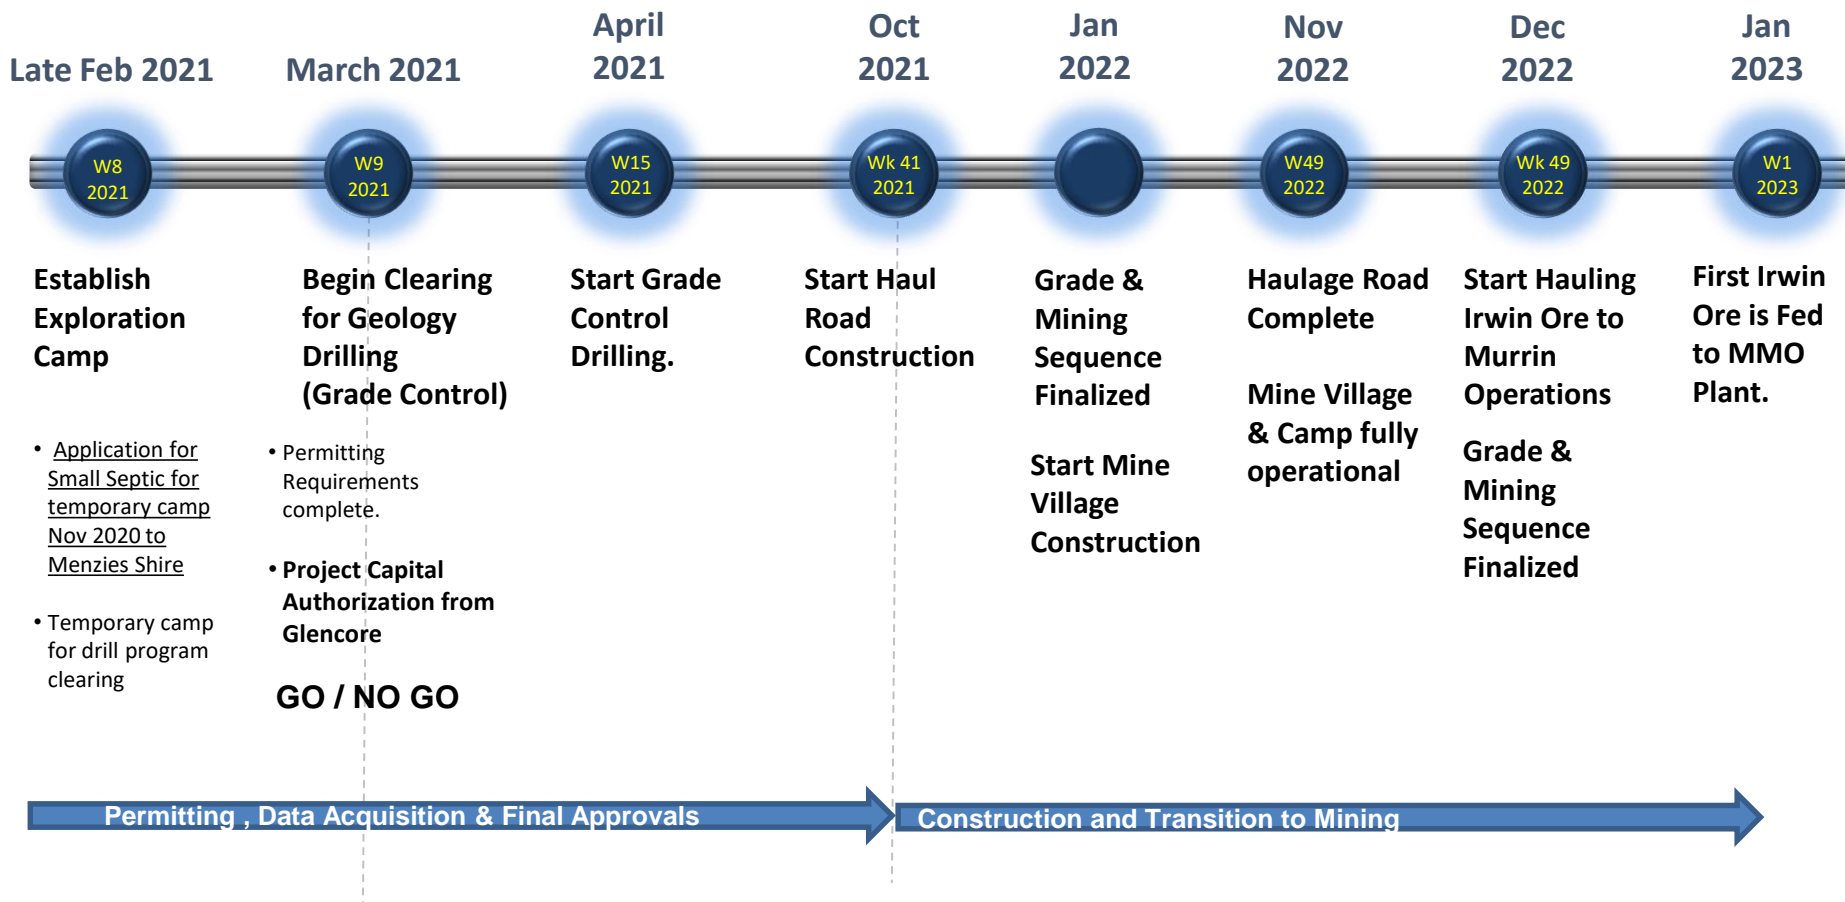 Late Feb 2021
March 2021
April
2021
Oct
2021
Jan
2022
Nov
2022
Dec
2022
Jan
2023
W8
2021
W9
2021
W15
2021
Wk 41
2021
W49
2022
Wk 49
2022
W1
2023
Establish
Exploration
Camp
• Application for
Small Septic for
temporary camp
Nov 2020 to
Menzies Shire
• Temporary camp
for drill program
clearing
Begin Clearing
for Geology
Drilling
(Grade Control)
• Permitting
Requirements
complete.
• Project Capital
Authorization from
Glencore
GO / NO GO
Start Grade
Control
Drilling.
Start Haul
Road
Construction
Grade &
Mining
Sequence
Finalized
Start Mine
Village
Construction
Haulage Road
Complete
Mine Village
& Camp fully
operational
Start Hauling
Irwin Ore to
Murrin
Operations
Grade &
Mining
Sequence
Finalized
First Irwin
Ore is Fed
to MMO
Plant.
Permitting , Data Acquisition & Final Approvals
Construction and Transition to Mining